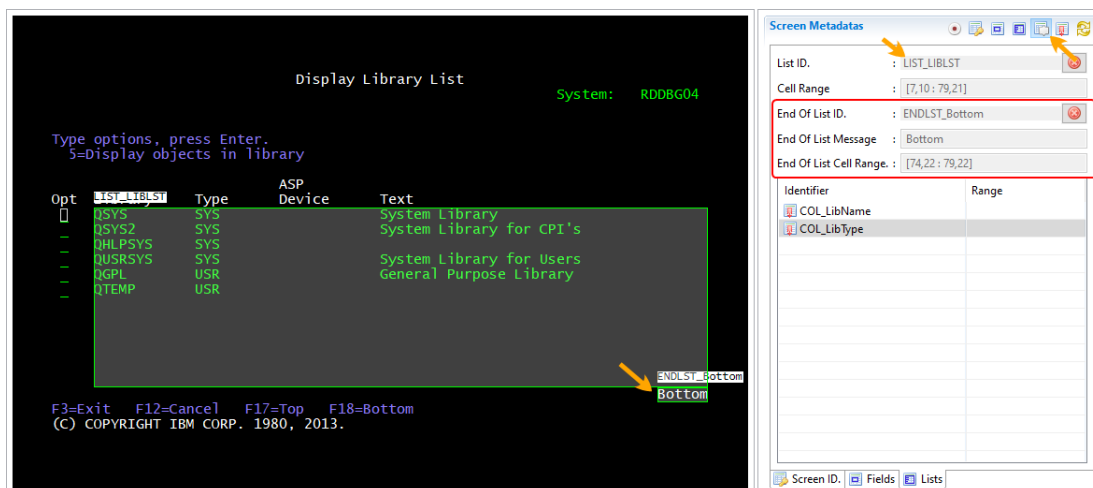 Display Library List
System: RDDBG04
Type options, press Enter.
5=Display objects in library
ASP
Opt LIST_LIBLST Type Device Text
QSYS SYS System Library
QSYS2 SYS System Library for CPI's
QHLPSYS SYS
QUSRSYS SYS System Library for Users
QGPL USR General Purpose Library
QTEMP USR
ENDLST_Bottom
Bottom
F3=Exit F12=Cancel F17=Top F18=Bottom
(C) COPYRIGHT IBM CORP. 1980, 2013.
Screen Metadatas
List ID. : LIST_LIBLST
Cell Range : [7,10 : 79,21]
End Of List ID. : ENDLST_Bottom
End Of List Message : Bottom
End Of List Cell Range. : [74,22 : 79,22]
Identifier Range
COL_LibName
COL_LibType
Screen ID. Fields Lists